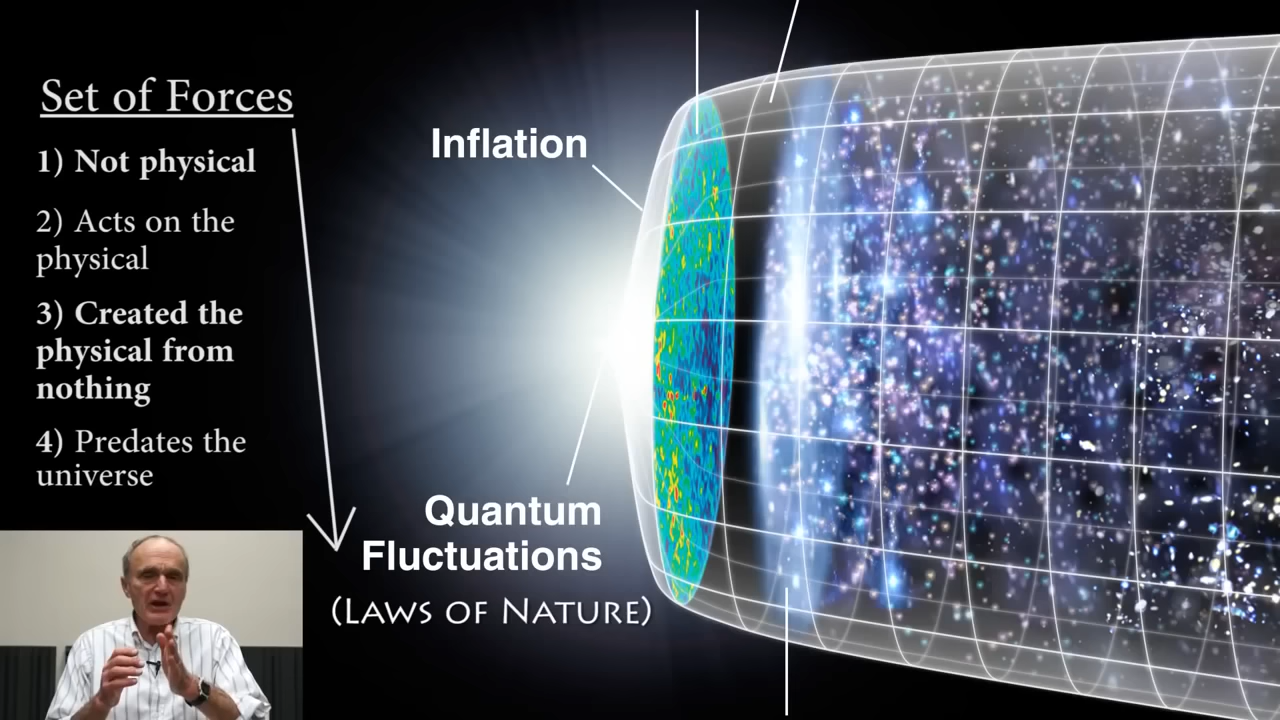 Set of Forces
1) Not physical
2) Acts on the
physical
3) Created the
physical from
nothing
4) Predates the
universe
Inflation
Quantum
Fluctuations
(Laws of Nature)